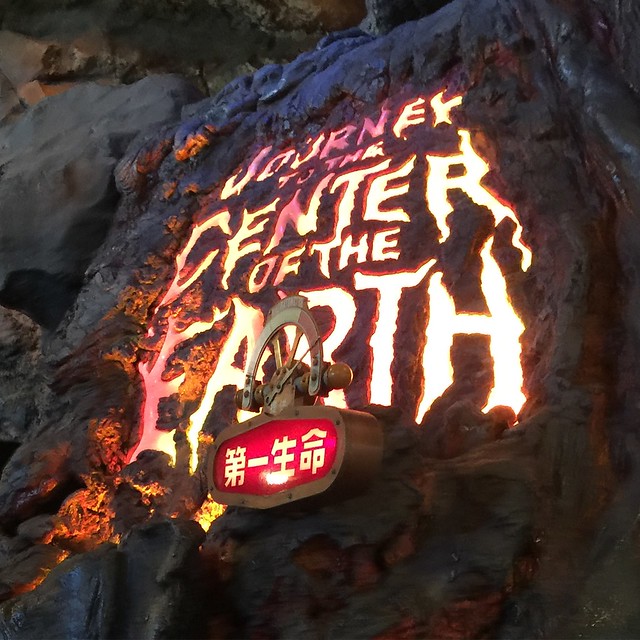 JOURNEY
TO THE
CENTER
OF THE
EARTH
第一生命